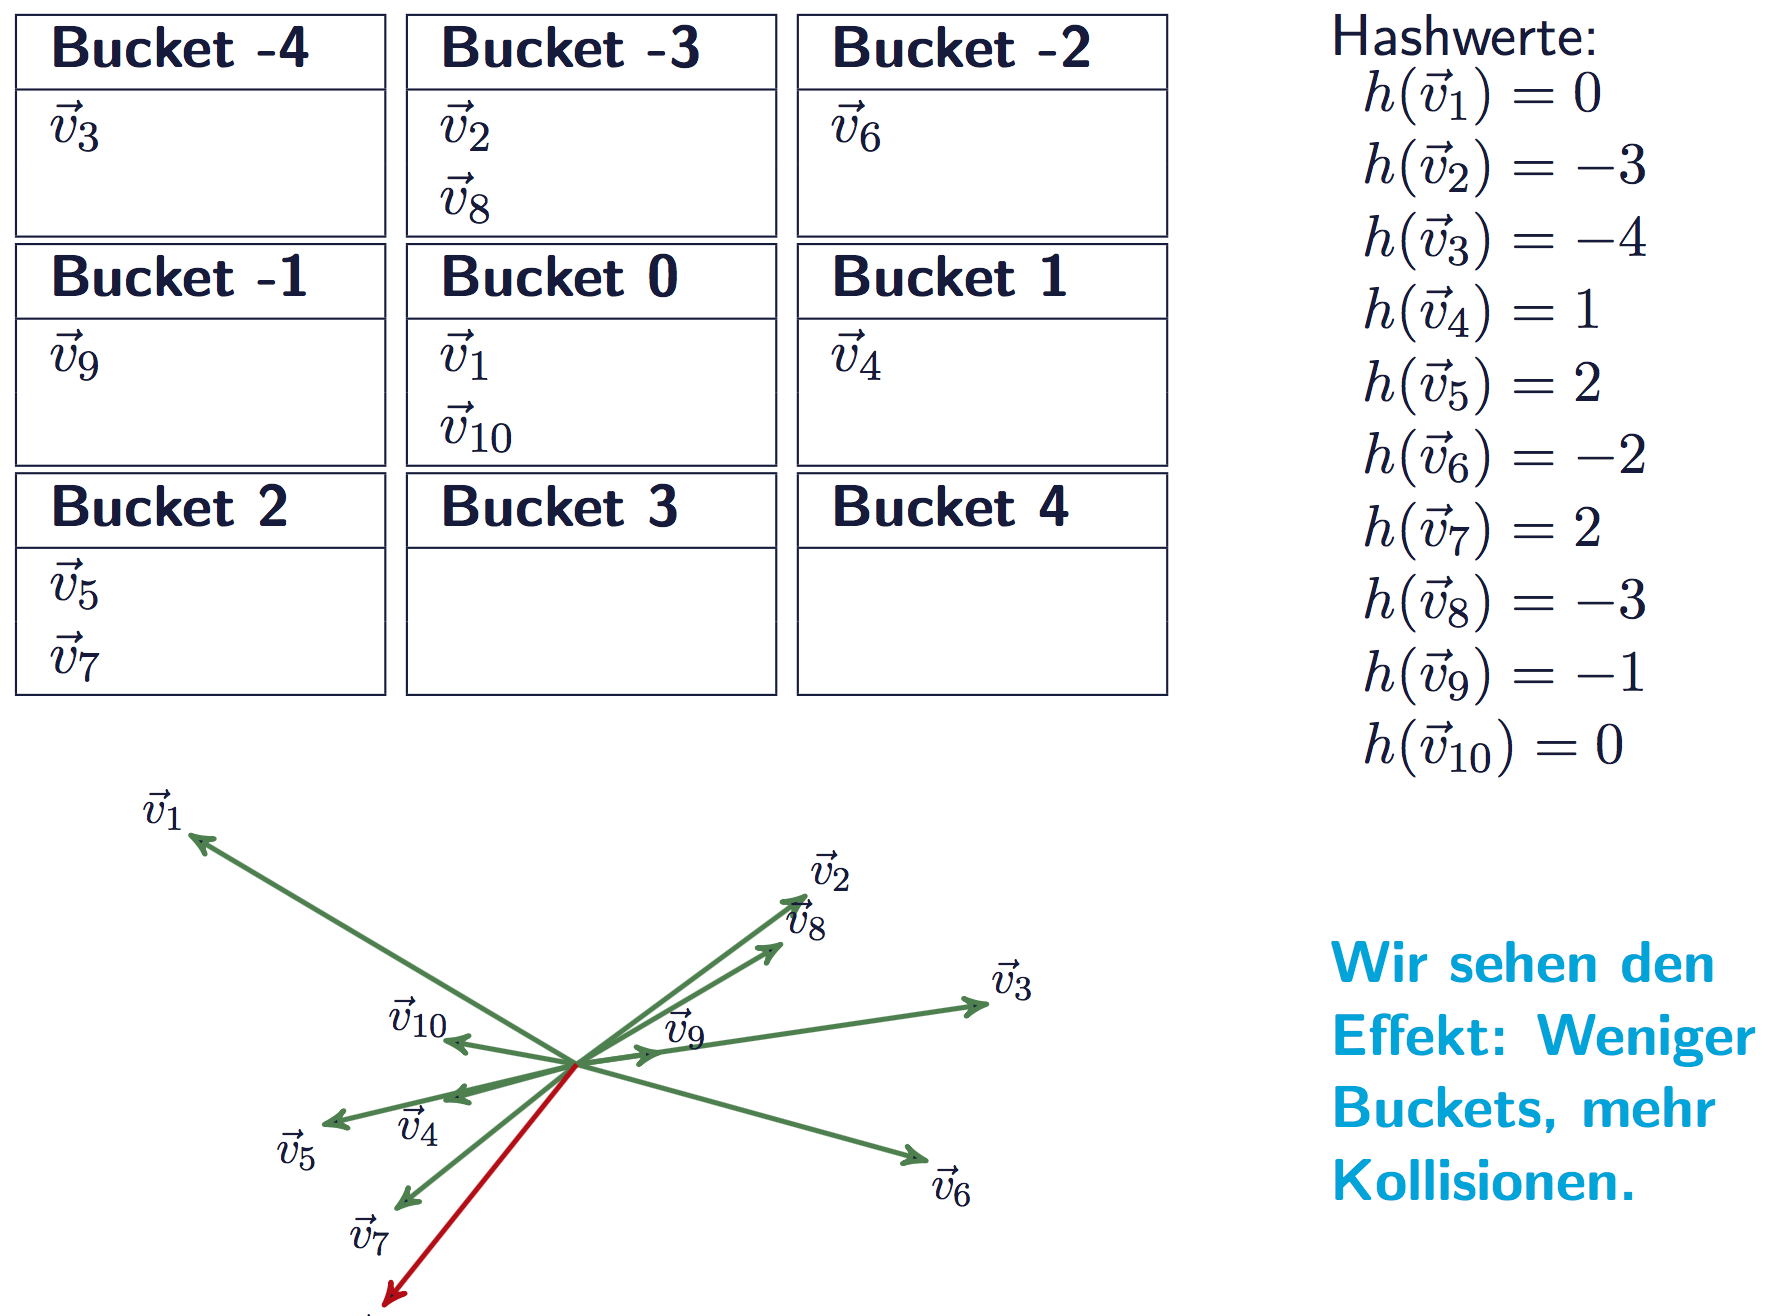 Bucket -4
Bucket -3
Bucket -2
v⃗3
v⃗2
v⃗8
v⃗6
Bucket -1
Bucket 0
Bucket 1
v⃗9
v⃗1
v⃗10
v⃗4
Bucket 2
Bucket 3
Bucket 4
v⃗5
v⃗7
Hashwerte:
h(v⃗1) = 0
h(v⃗2) = −3
h(v⃗3) = −4
h(v⃗4) = 1
h(v⃗5) = 2
h(v⃗6) = −2
h(v⃗7) = 2
h(v⃗8) = −3
h(v⃗9) = −1
h(v⃗10) = 0
v⃗1
v⃗2
v⃗8
v⃗3
v⃗10
v⃗9
v⃗4
v⃗5
v⃗6
v⃗7
Wir sehen den
Effekt: Weniger
Buckets, mehr
Kollisionen.